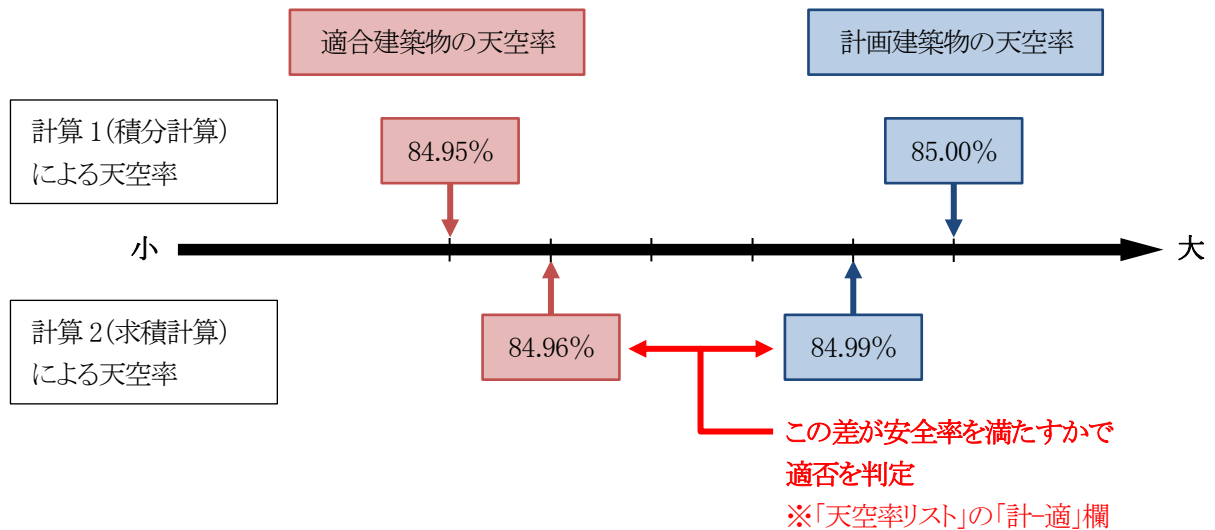 適合建築物の天空率
計画建築物の天空率
計算1(積分計算)
による天空率
84.95%
85.00%
小
大
計算2(求積計算)
による天空率
84.96%
84.99%
この差が安全率を満たすかで
適否を判定
※「天空率リスト」の「計-適」欄